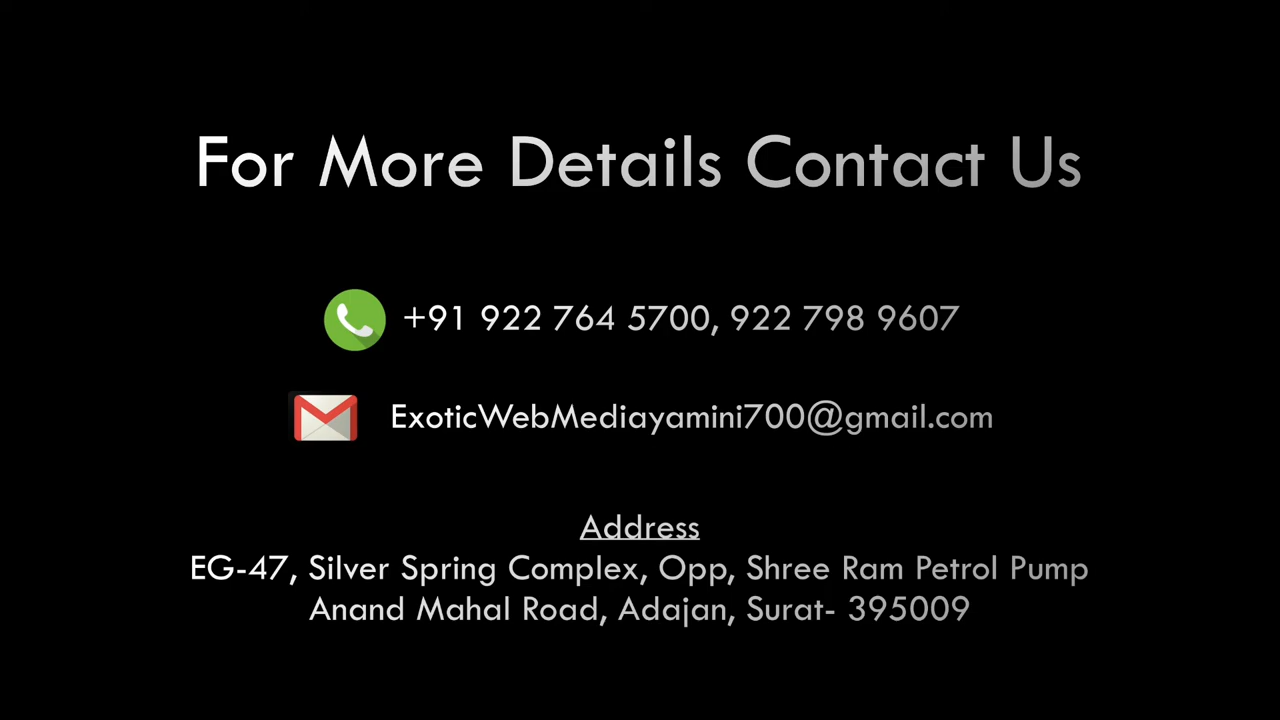 For More Details Contact Us
+91 922 764 5700, 922 798 9607
ExoticWebMediayamini700@gmail.com
Address
EG-47, Silver Spring Complex, Opp, Shree Ram Petrol Pump
Anand Mahal Road, Adajan, Surat- 395009